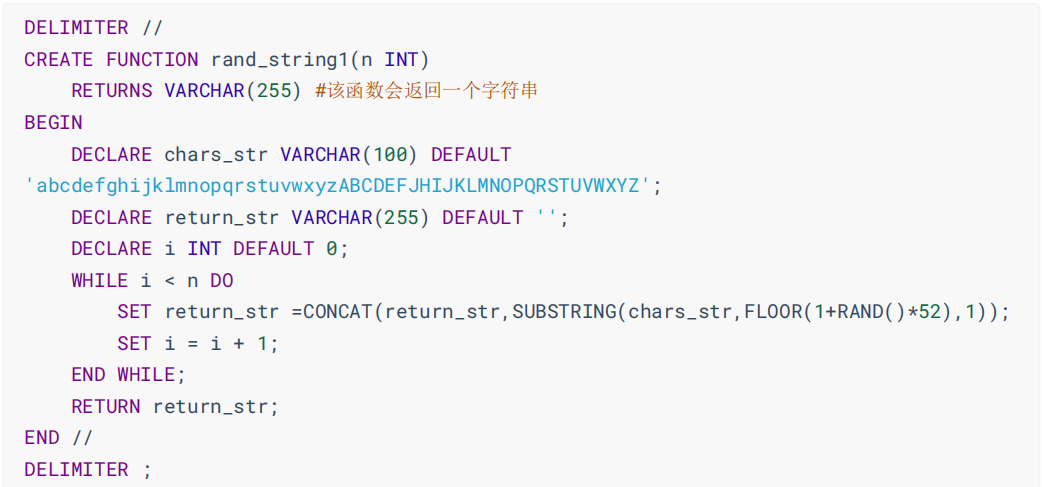 DELIMITER //
CREATE FUNCTION rand_string1(n INT)
    RETURNS VARCHAR(255) #该函数会返回一个字符串
BEGIN
    DECLARE chars_str VARCHAR(100) DEFAULT
'abcdefghijklmnopqrstuvwxyzABCDEFJHIJKLMNOPQRSTUVWXYZ';
    DECLARE return_str VARCHAR(255) DEFAULT '';
    DECLARE i INT DEFAULT 0;
    WHILE i < n DO
        SET return_str =CONCAT(return_str,SUBSTRING(chars_str,FLOOR(1+RAND()*52),1));
        SET i = i + 1;
    END WHILE;
    RETURN return_str;
END //
DELIMITER ;